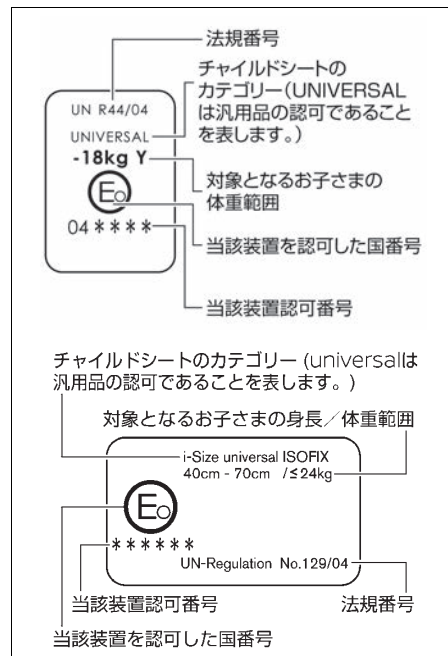 法規番号
チャイルドシートの
カテゴリー(UNIVERSAL
は汎用品の認可であること
を表します。)
UN R44/04
UNIVERSAL
-18kg Y
対象となるお子さまの
体重範囲
E○
04＊＊＊＊
当該装置を認可した国番号
当該装置認可番号
チャイルドシートのカテゴリー (universalは
汎用品の認可であることを表します。)
対象となるお子さまの身長／体重範囲
i-Size universal ISOFIX
40cm - 70cm /≤24kg
E○
＊＊＊＊＊＊
UN-Regulation No.129/04
当該装置認可番号
法規番号
当該装置を認可した国番号